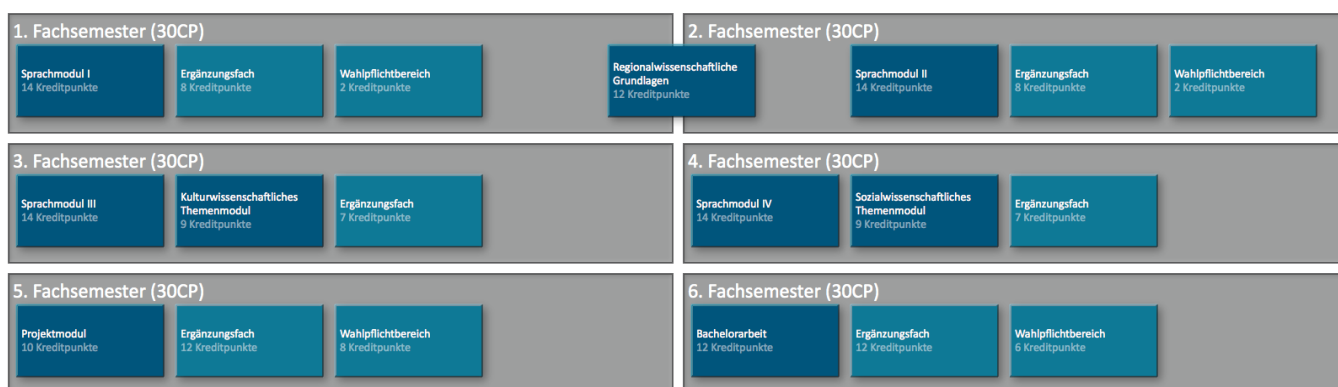 1. Fachsemester (30CP)
Sprachmodul I
14 Kreditpunkte
Ergänzungsfach
8 Kreditpunkte
Wahlpflichtbereich
2 Kreditpunkte
Regionalwissenschaftliche
Grundlagen
12 Kreditpunkte
2. Fachsemester (30CP)
Sprachmodul II
14 Kreditpunkte
Ergänzungsfach
8 Kreditpunkte
Wahlpflichtbereich
2 Kreditpunkte
3. Fachsemester (30CP)
Sprachmodul III
14 Kreditpunkte
Kulturwissenschaftliches
Themenmodul
9 Kreditpunkte
Ergänzungsfach
7 Kreditpunkte
4. Fachsemester (30CP)
Sprachmodul IV
14 Kreditpunkte
Sozialwissenschaftliches
Themenmodul
9 Kreditpunkte
Ergänzungsfach
7 Kreditpunkte
5. Fachsemester (30CP)
Projektmodul
10 Kreditpunkte
Ergänzungsfach
12 Kreditpunkte
Wahlpflichtbereich
8 Kreditpunkte
6. Fachsemester (30CP)
Bachelorarbeit
12 Kreditpunkte
Ergänzungsfach
12 Kreditpunkte
Wahlpflichtbereich
6 Kreditpunkte